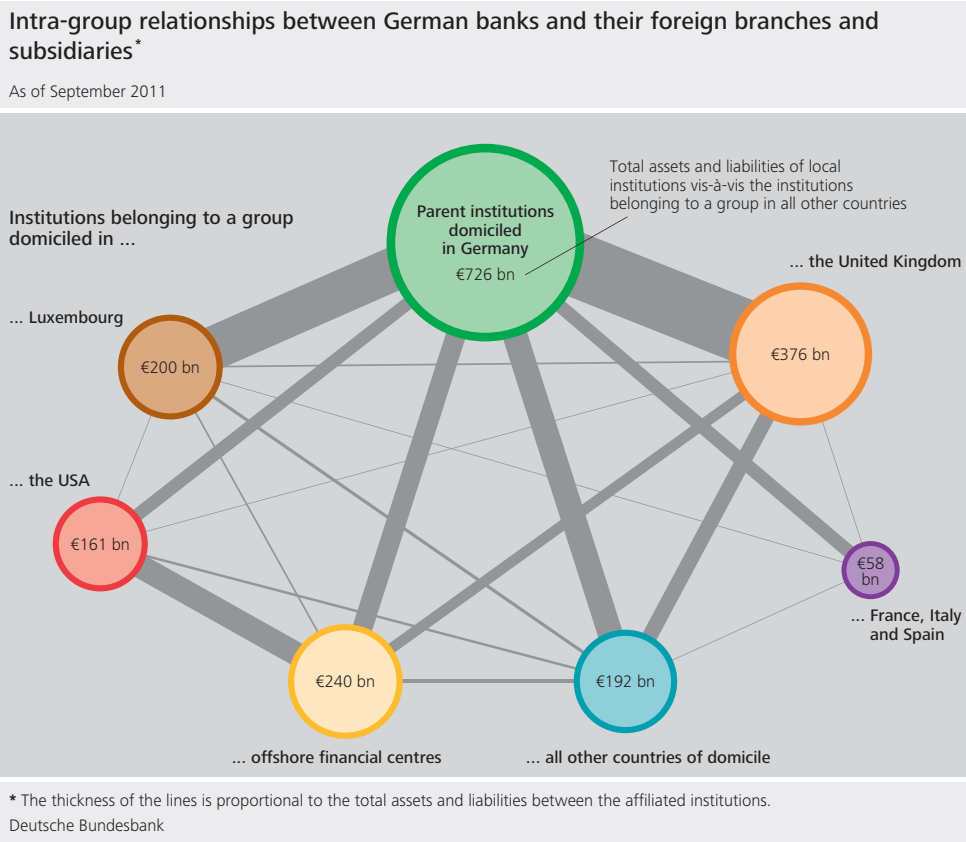 Intra-group relationships between German banks and their foreign branches and
subsidiaries*
As of September 2011
Total assets and liabilities of local
institutions vis-à-vis the institutions
belonging to a group in all other countries
Institutions belonging to a group
domiciled in ...
Parent institutions
domiciled
in Germany
€726 bn
... the United Kingdom
€376 bn
... Luxembourg
€200 bn
... the USA
€161 bn
€58
bn
... France, Italy
and Spain
€240 bn
€192 bn
... offshore financial centres
... all other countries of domicile
* The thickness of the lines is proportional to the total assets and liabilities between the affiliated institutions.
Deutsche Bundesbank